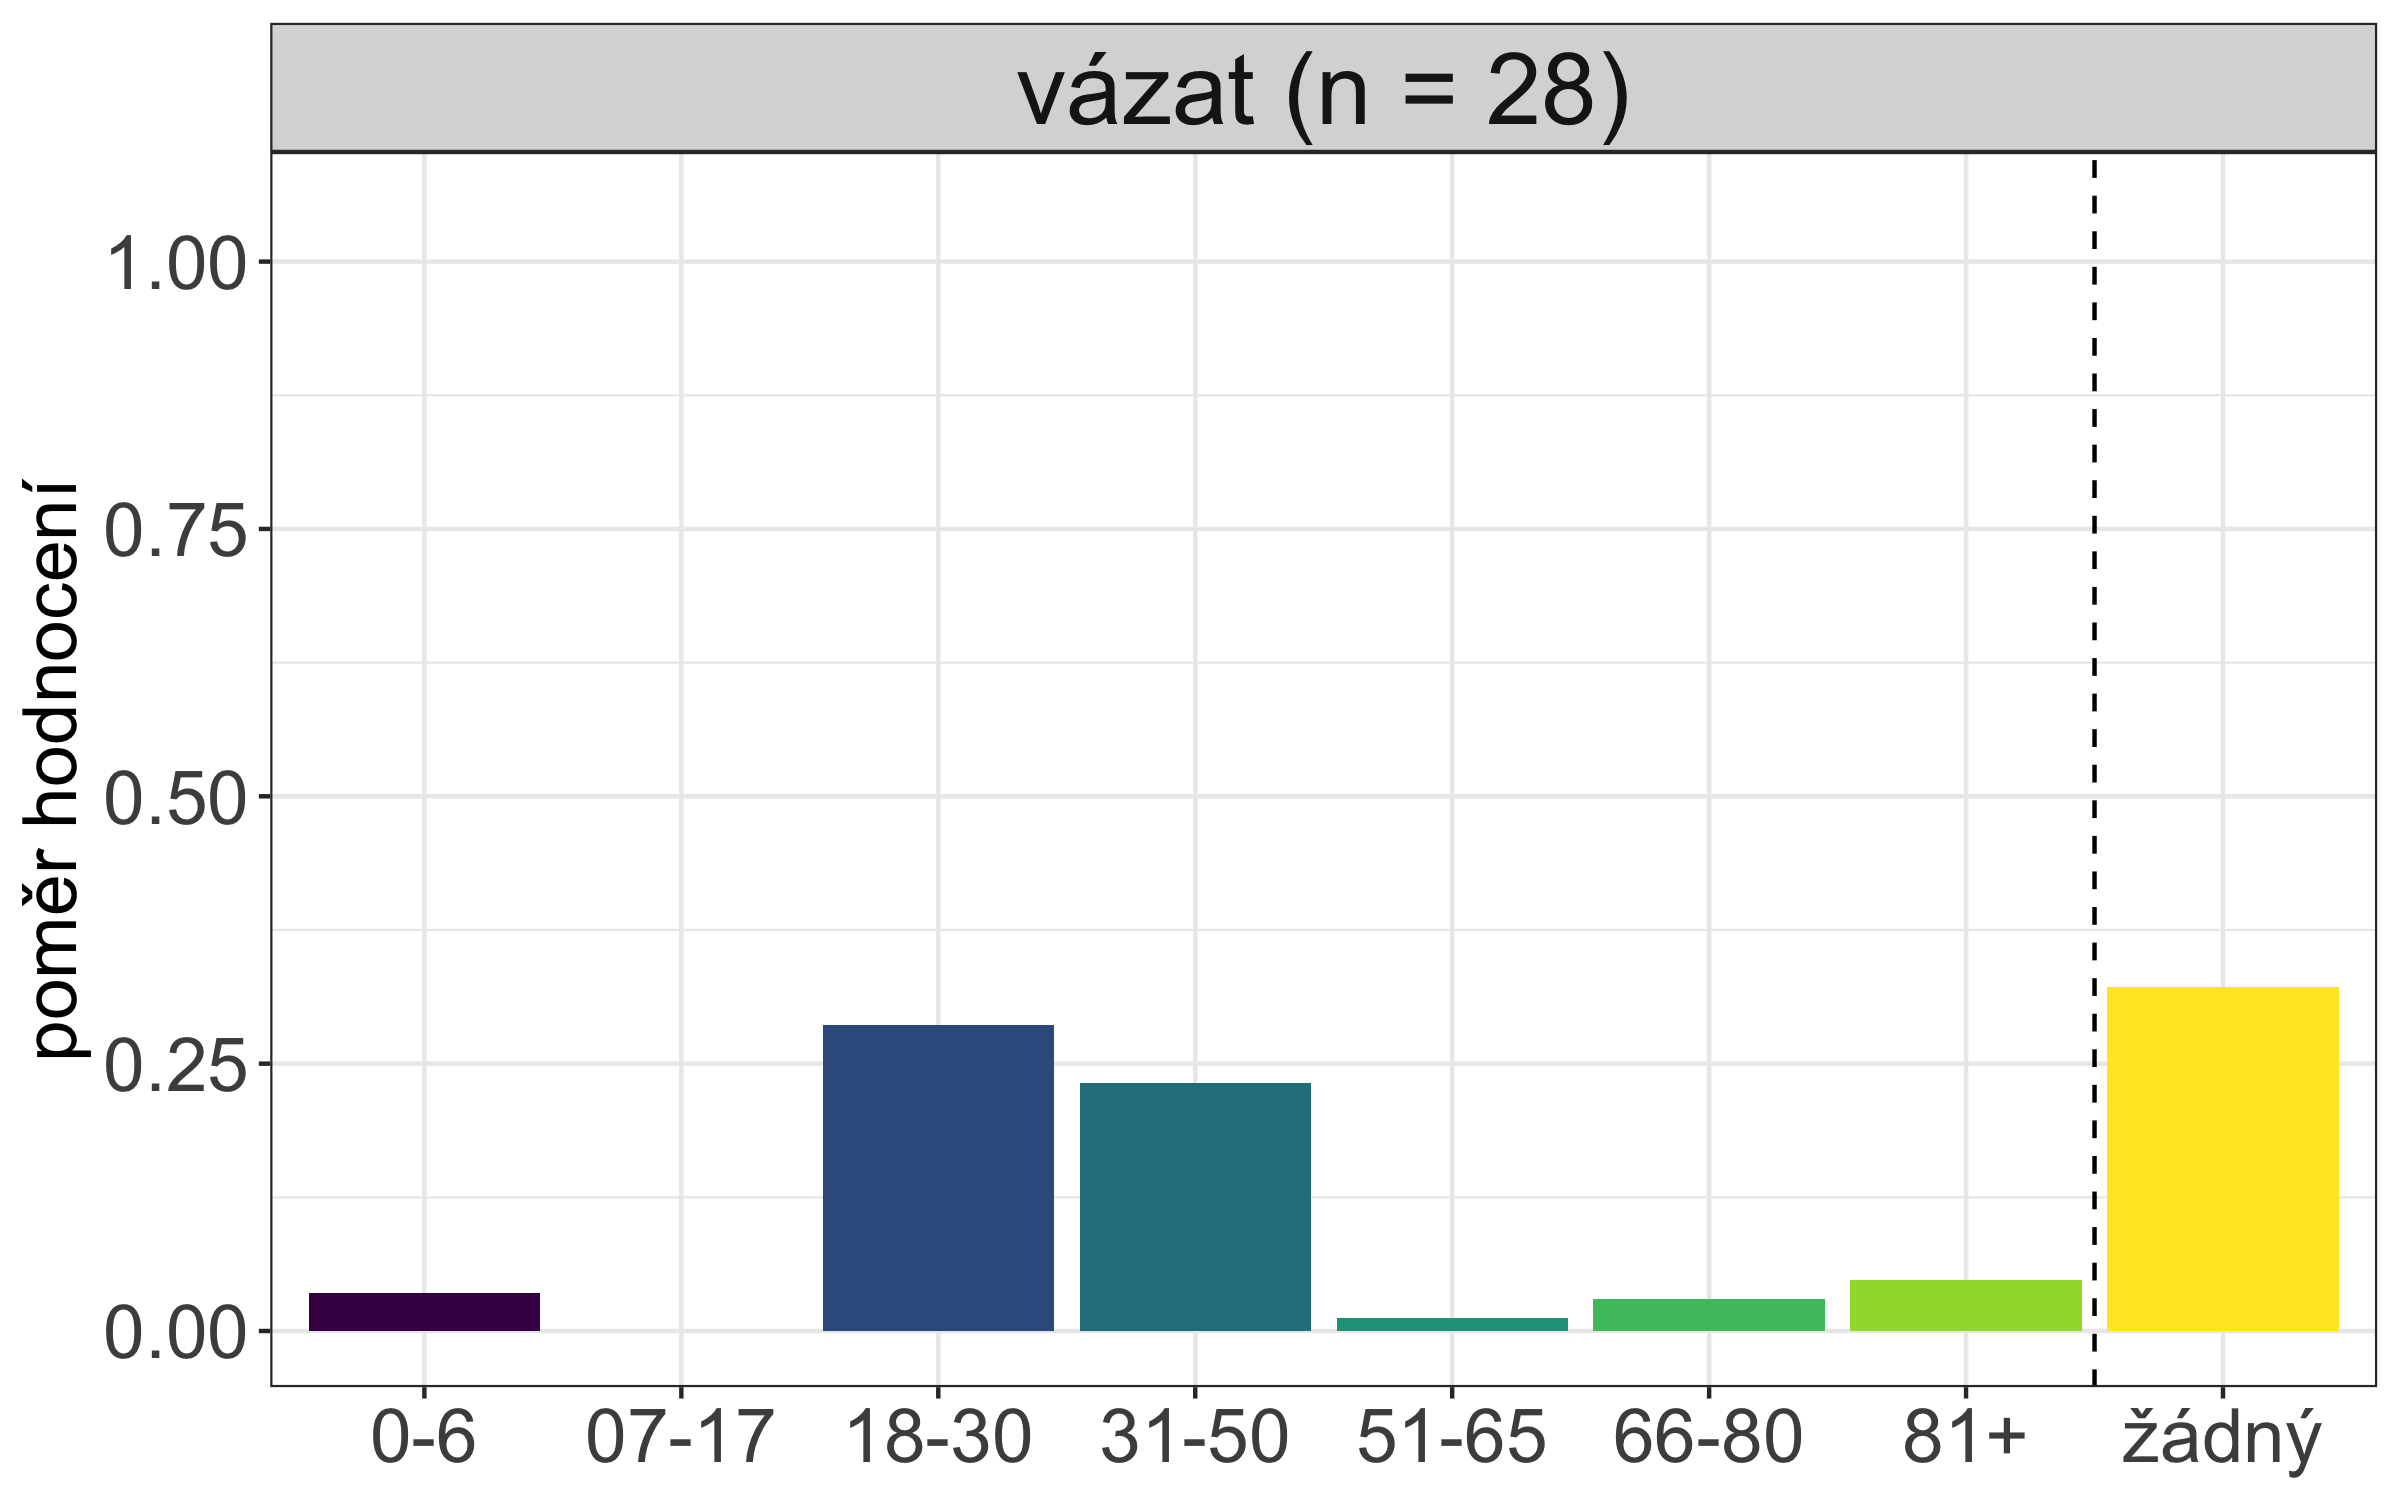 vázat (n = 28)
poměr hodnocení
1.00
0.75
0.50
0.25
0.00
0-6 07-17 18-30 31-50 51-65 66-80 81+ žádný